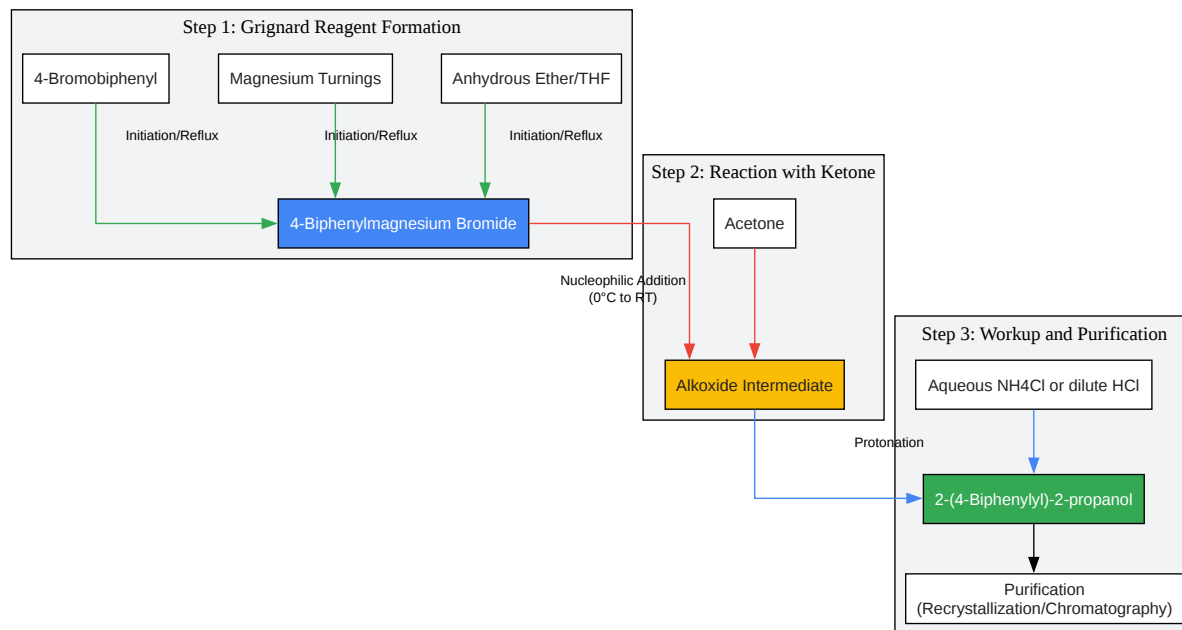 Step 1: Grignard Reagent Formation
4-Bromobiphenyl
Magnesium Turnings
Anhydrous Ether/THF
Initiation/Reflux
Initiation/Reflux
Initiation/Reflux
4-Biphenylmagnesium Bromide
Step 2: Reaction with Ketone
Acetone
Nucleophilic Addition
(0°C to RT)
Alkoxide Intermediate
Step 3: Workup and Purification
Aqueous NH4Cl or dilute HCl
Protonation
2-(4-Biphenylyl)-2-propanol
Purification
(Recrystallization/Chromatography)